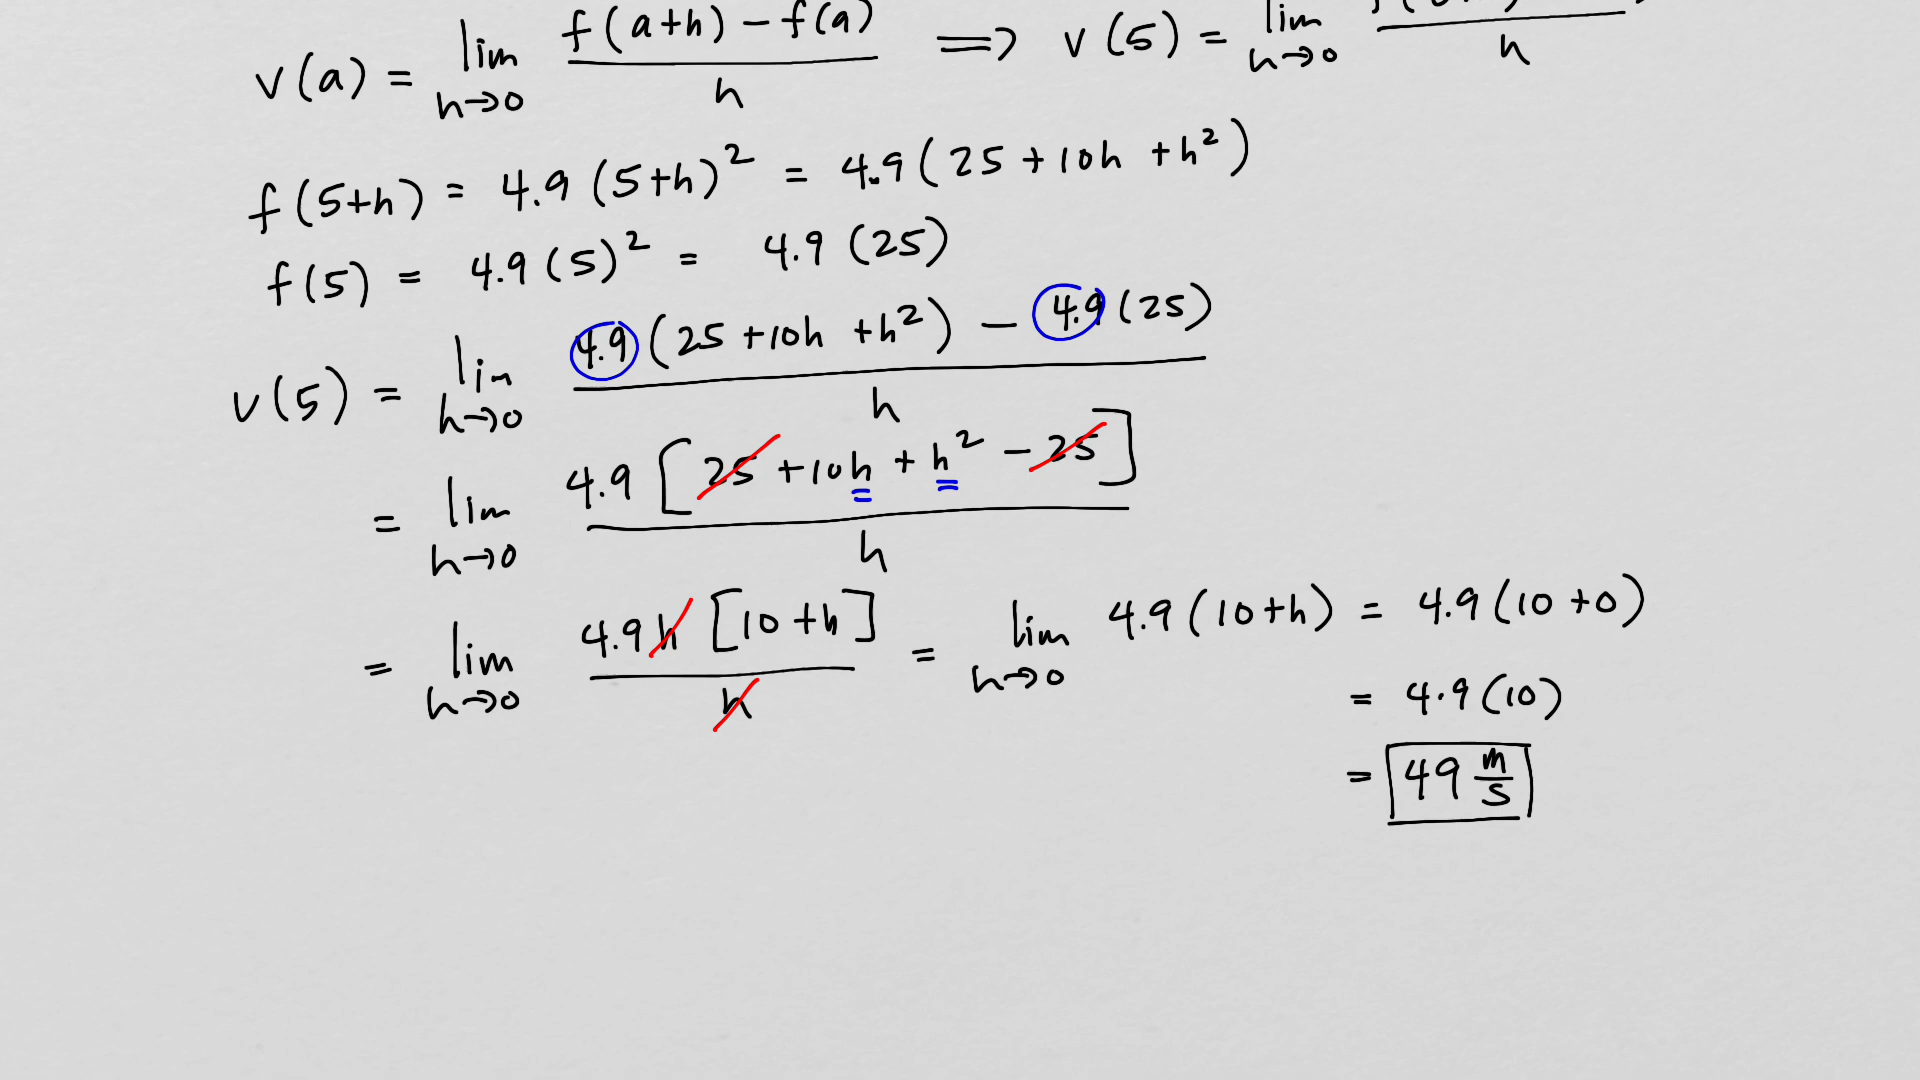 v(a) = lim h→0 (f(a+h) − f(a)) / h ⟹ v(5) = lim h→0 / h
f(5+h) = 4.9(5+h)² = 4.9(25 + 10h + h²)
f(5) = 4.9(5)² = 4.9(25)
v(5) = lim h→0 (4.9(25 + 10h + h²) − 4.9(25)) / h
= lim h→0 4.9[25 + 10h + h² − 25] / h
= lim h→0 4.9h[10 + h] / h = lim h→0 4.9(10+h) = 4.9(10+0)
= 4.9(10)
= 49 m/s